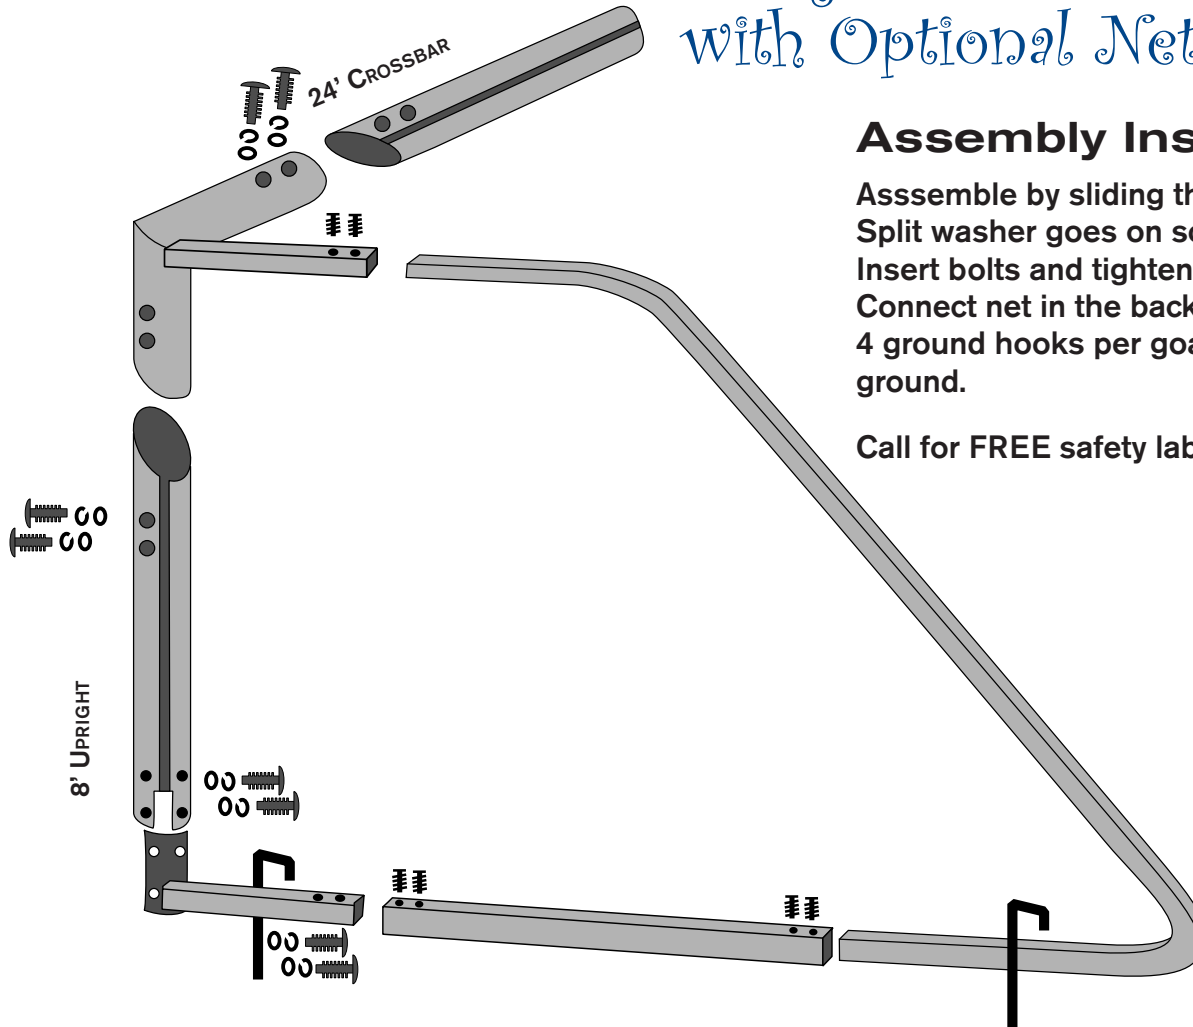 with Optional Net
24' CROSSBAR
Assembly Ins
Asssemble by sliding th
Split washer goes on sc
Insert bolts and tighten
Connect net in the back
4 ground hooks per goa
ground.
Call for FREE safety lab
8' UPRIGHT